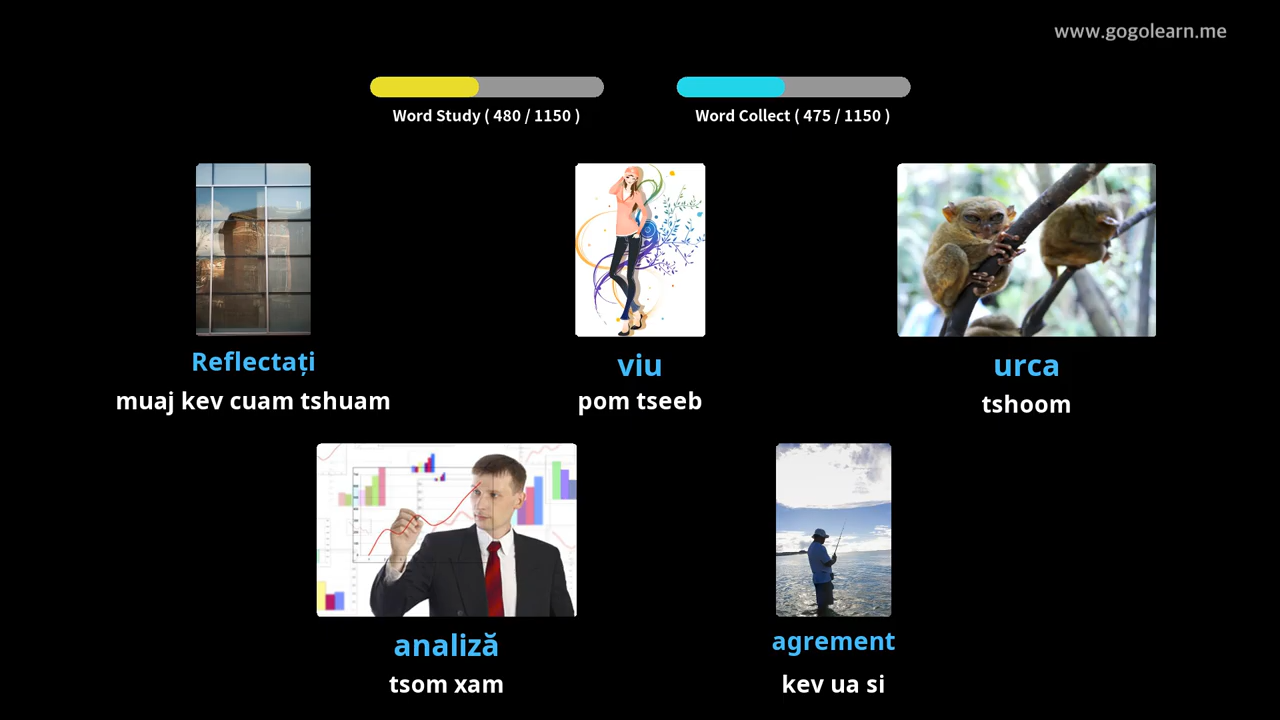 www.gogolearn.me
Word Study ( 480 / 1150 )
Word Collect ( 475 / 1150 )
Reflectați
muaj kev cuam tshuam
viu
pom tseeb
urca
tshoom
analiză
tsom xam
agrement
kev ua si